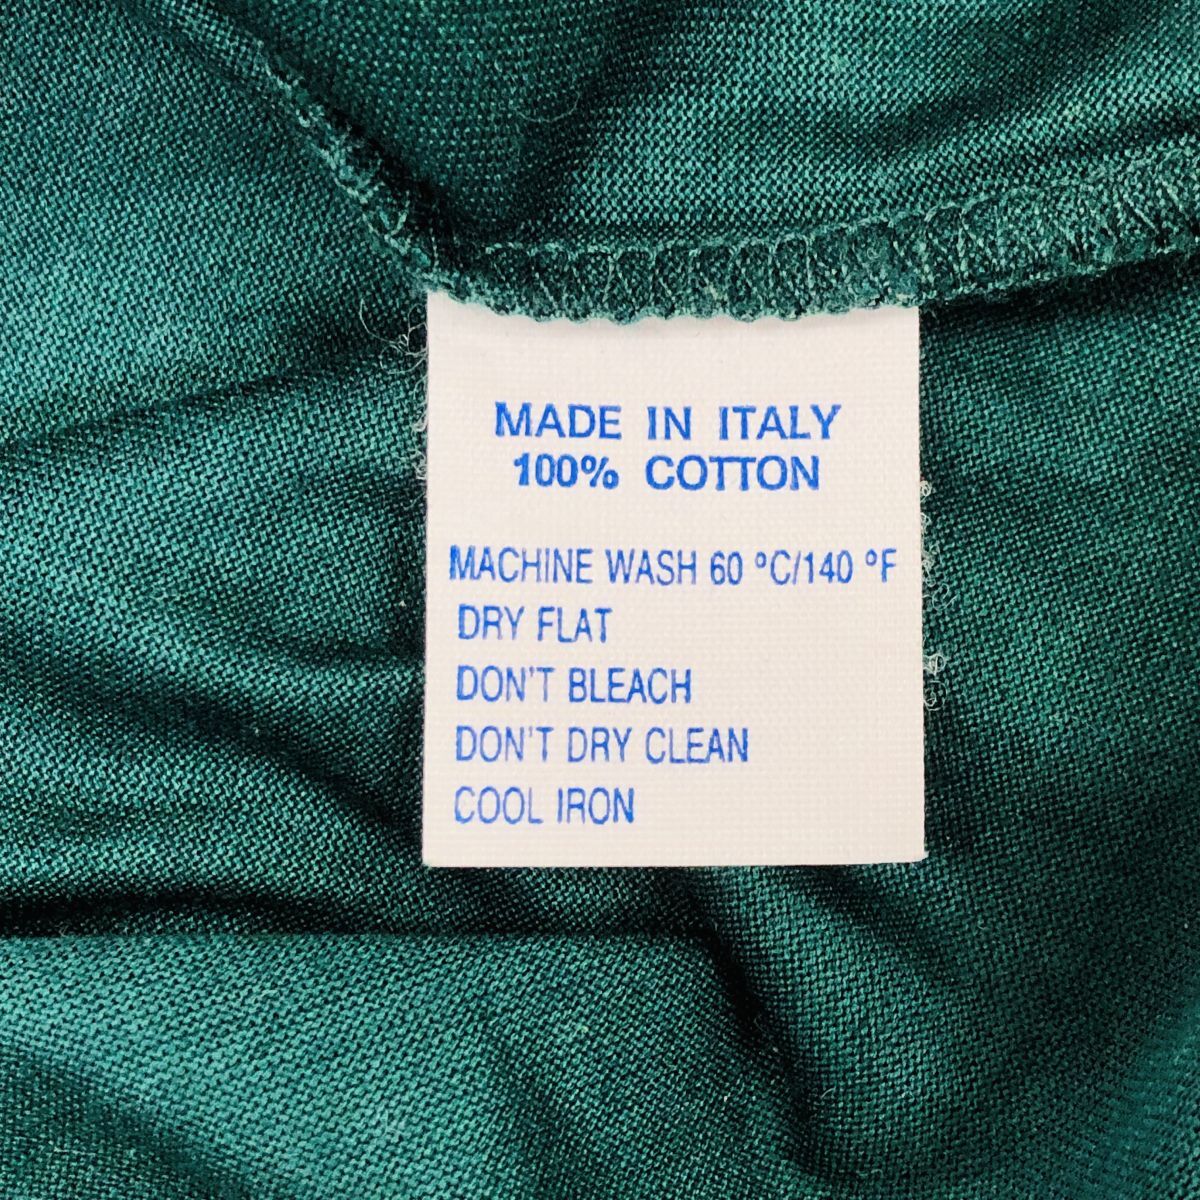 MADE IN ITALY
100% COTTON
MACHINE WASH 60 °C/140 °F
DRY FLAT
DON'T BLEACH
DON'T DRY CLEAN
COOL IRON